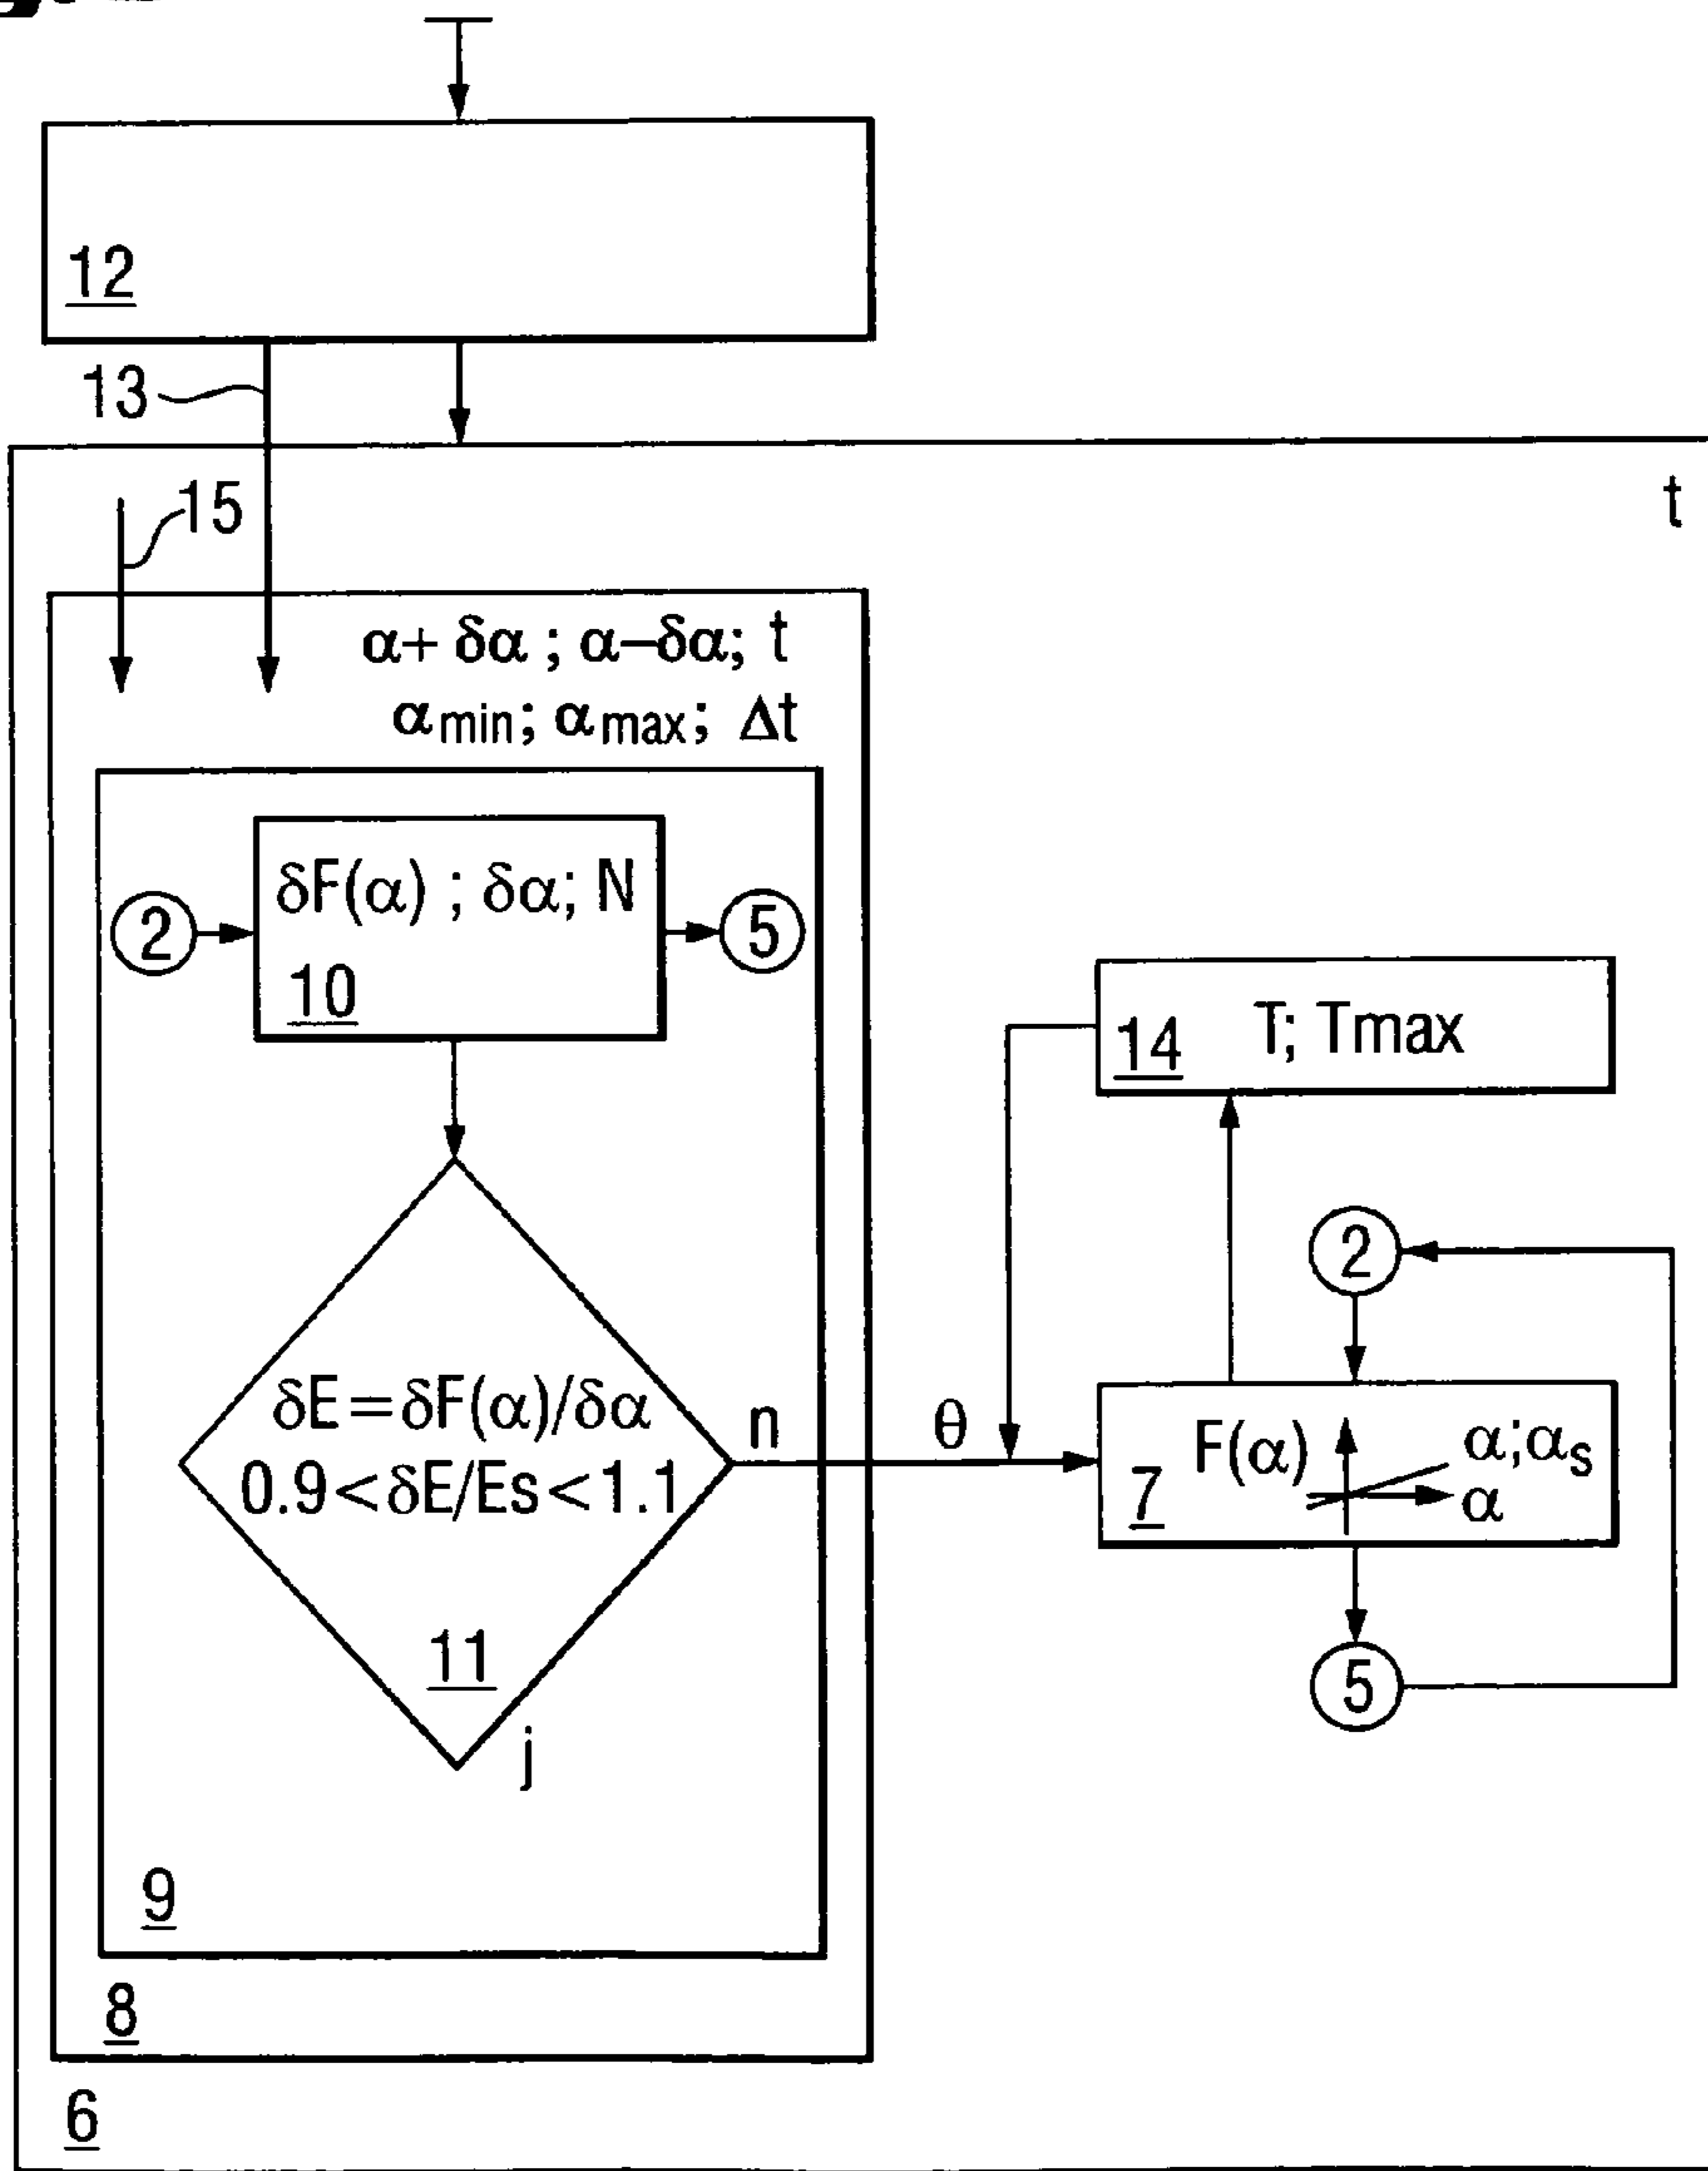 12
13
15
t
α+ δα ; α−δα; t
αmin; αmax; Δt
2
δF(α) ; δα; N
5
10
14
T; Tmax
2
δE=δF(α)/δα
0.9<δE/Es<1.1
n
θ
F(α)
α;αs
α
7
11
j
5
9
8
6